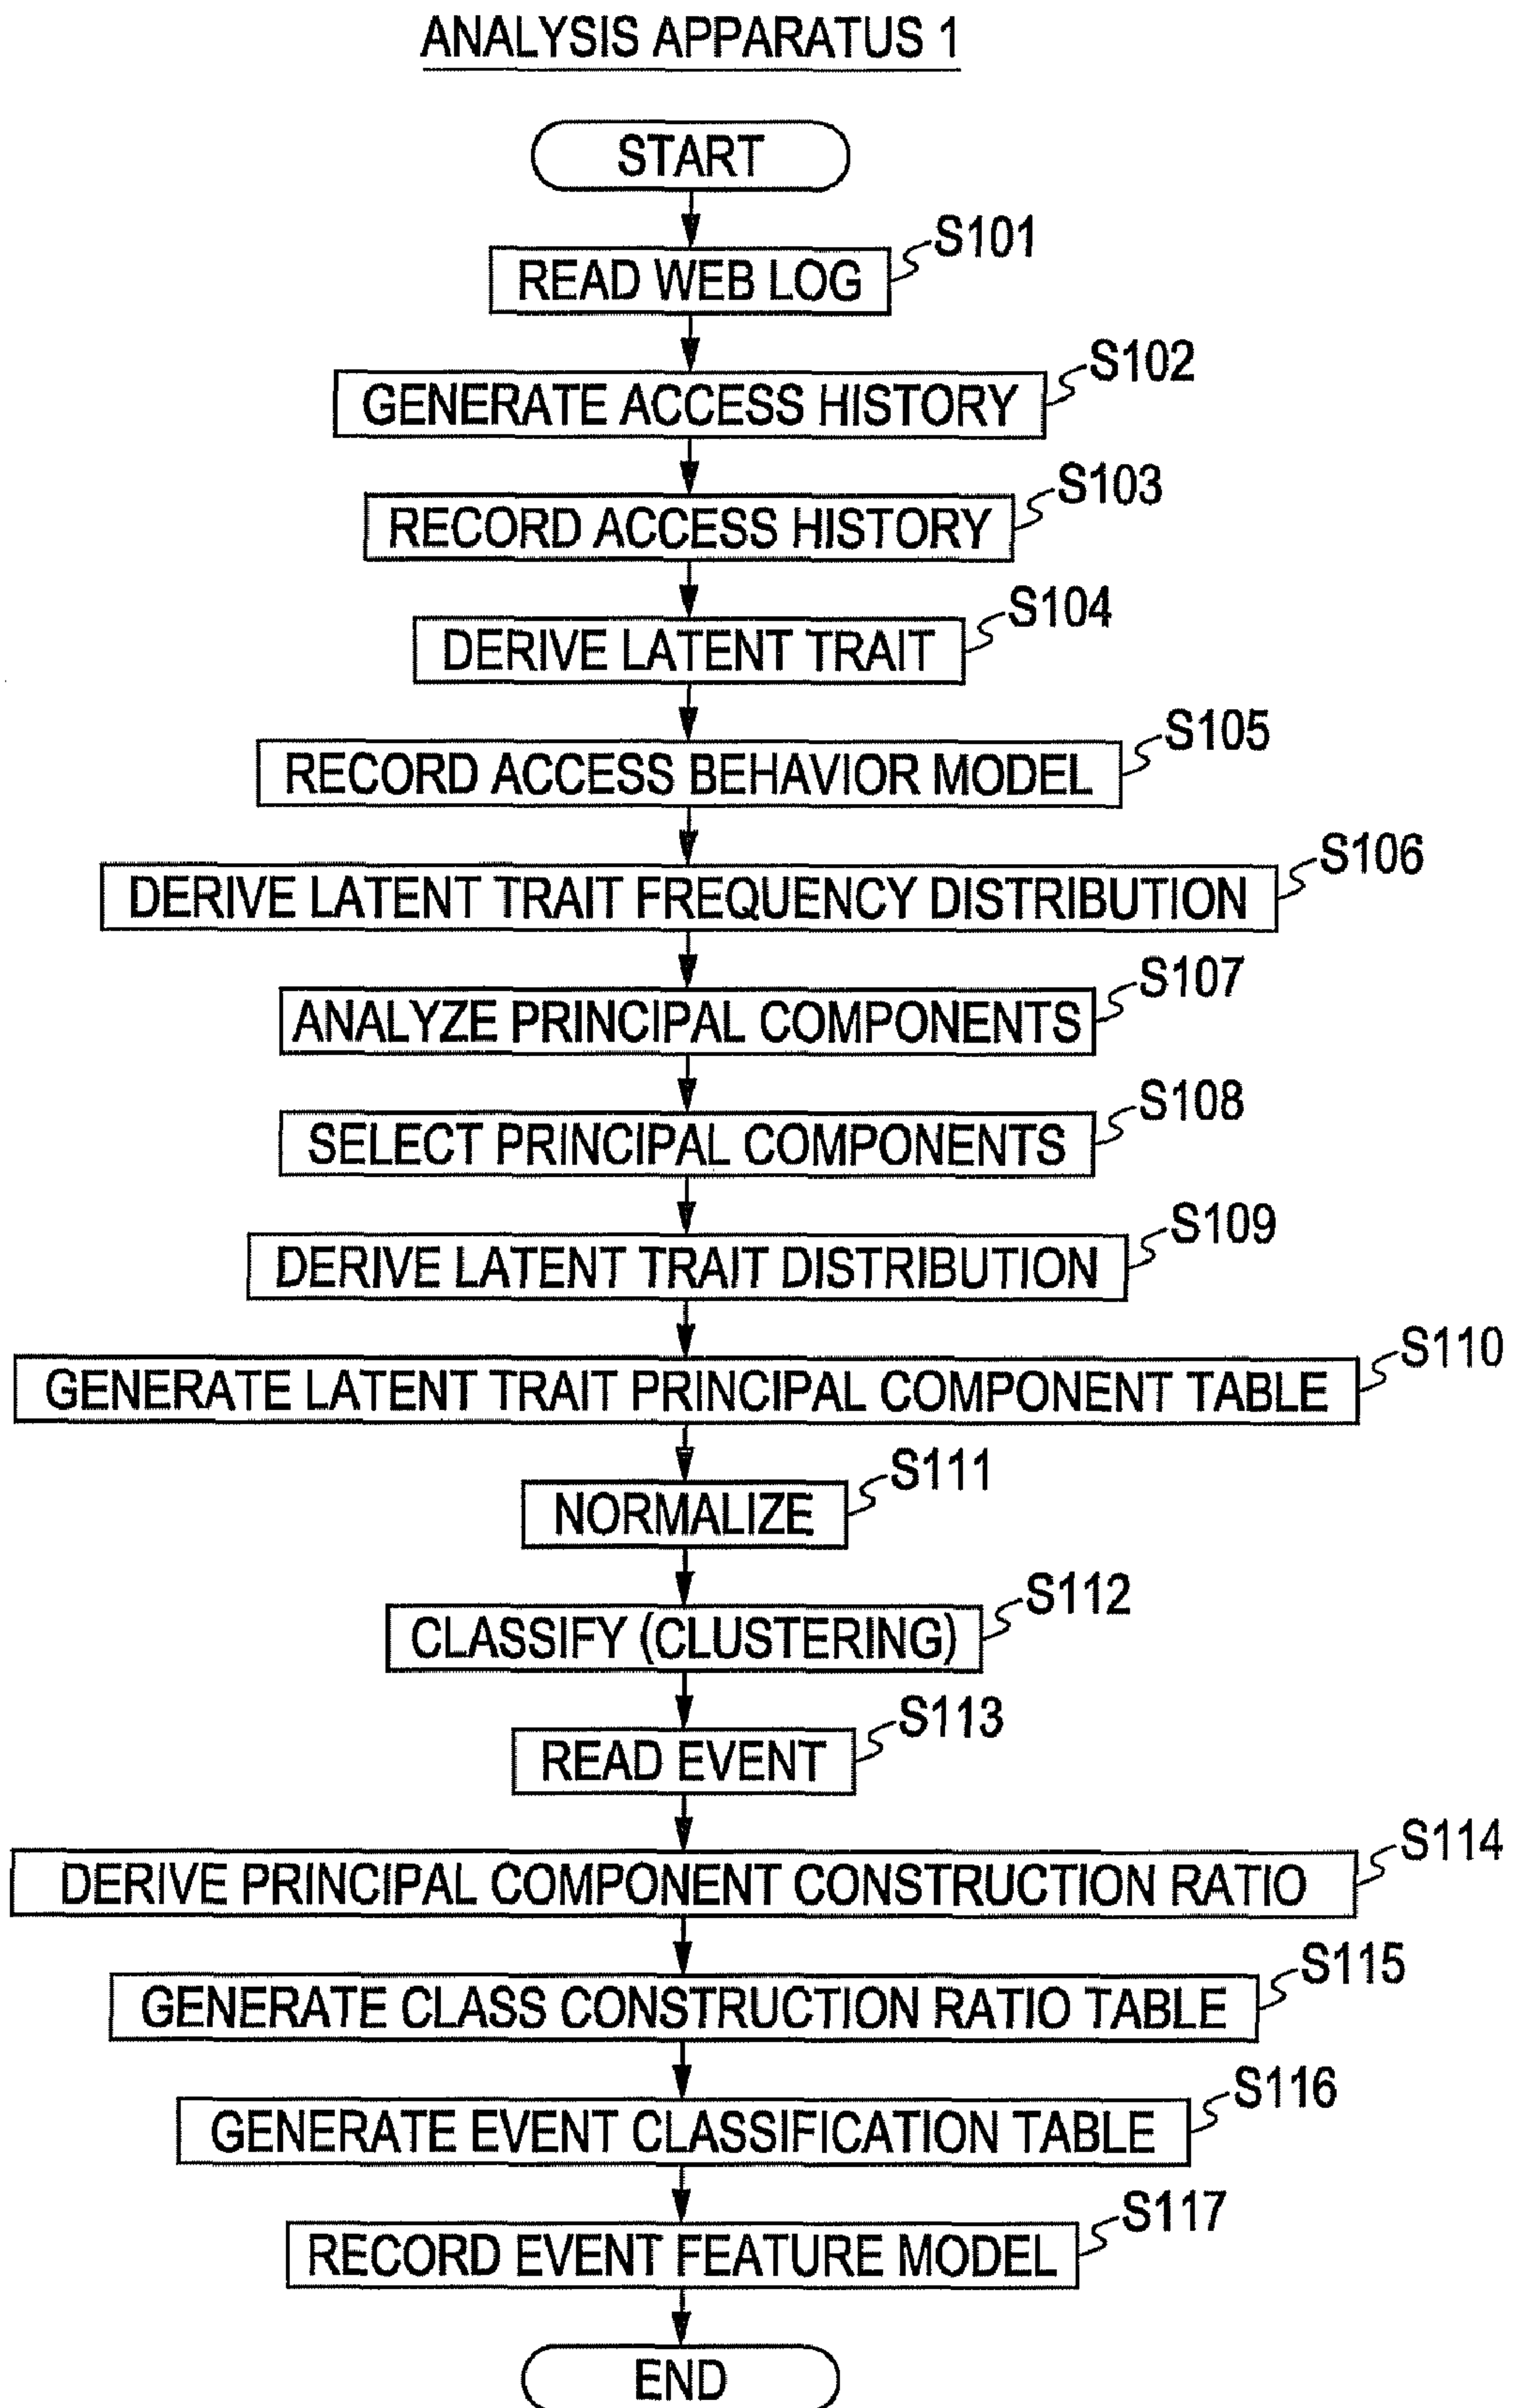 ANALYSIS APPARATUS 1
START
S101
READ WEB LOG
S102
GENERATE ACCESS HISTORY
S103
RECORD ACCESS HISTORY
S104
DERIVE LATENT TRAIT
S105
RECORD ACCESS BEHAVIOR MODEL
S106
DERIVE LATENT TRAIT FREQUENCY DISTRIBUTION
S107
ANALYZE PRINCIPAL COMPONENTS
S108
SELECT PRINCIPAL COMPONENTS
S109
DERIVE LATENT TRAIT DISTRIBUTION
S110
GENERATE LATENT TRAIT PRINCIPAL COMPONENT TABLE
S111
NORMALIZE
S112
CLASSIFY (CLUSTERING)
S113
READ EVENT
S114
DERIVE PRINCIPAL COMPONENT CONSTRUCTION RATIO
S115
GENERATE CLASS CONSTRUCTION RATIO TABLE
S116
GENERATE EVENT CLASSIFICATION TABLE
S117
RECORD EVENT FEATURE MODEL
END